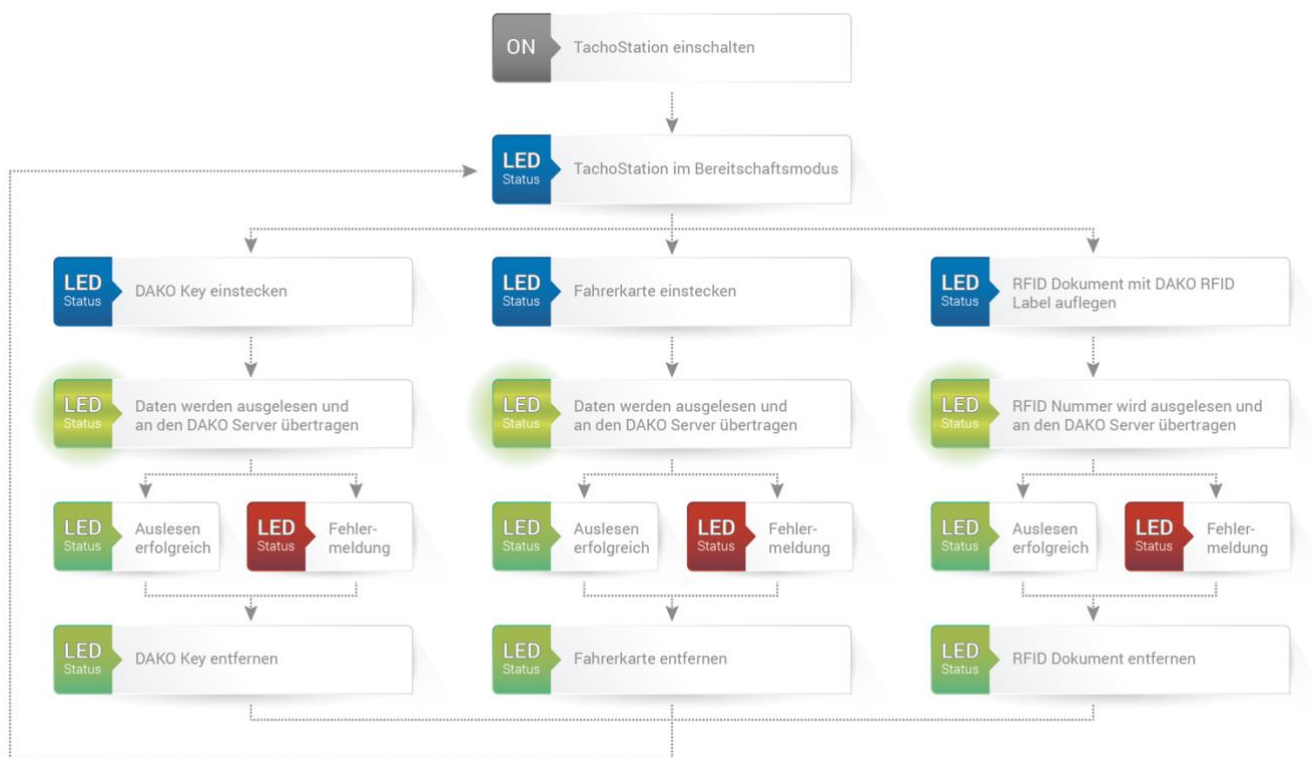 ON
TachoStation einschalten
LED
Status
TachoStation im Bereitschaftsmodus
LED
Status
DAKO Key einstecken
LED
Status
Fahrerkarte einstecken
LED
Status
RFID Dokument mit DAKO RFID
Label auflegen
LED
Status
Daten werden ausgelesen und
an den DAKO Server übertragen
LED
Status
Daten werden ausgelesen und
an den DAKO Server übertragen
LED
Status
RFID Nummer wird ausgelesen und
an den DAKO Server übertragen
LED
Status
Auslesen
erfolgreich
LED
Status
Fehler-
meldung
LED
Status
Auslesen
erfolgreich
LED
Status
Fehler-
meldung
LED
Status
Auslesen
erfolgreich
LED
Status
Fehler-
meldung
LED
Status
DAKO Key entfernen
LED
Status
Fahrerkarte entfernen
LED
Status
RFID Dokument entfernen